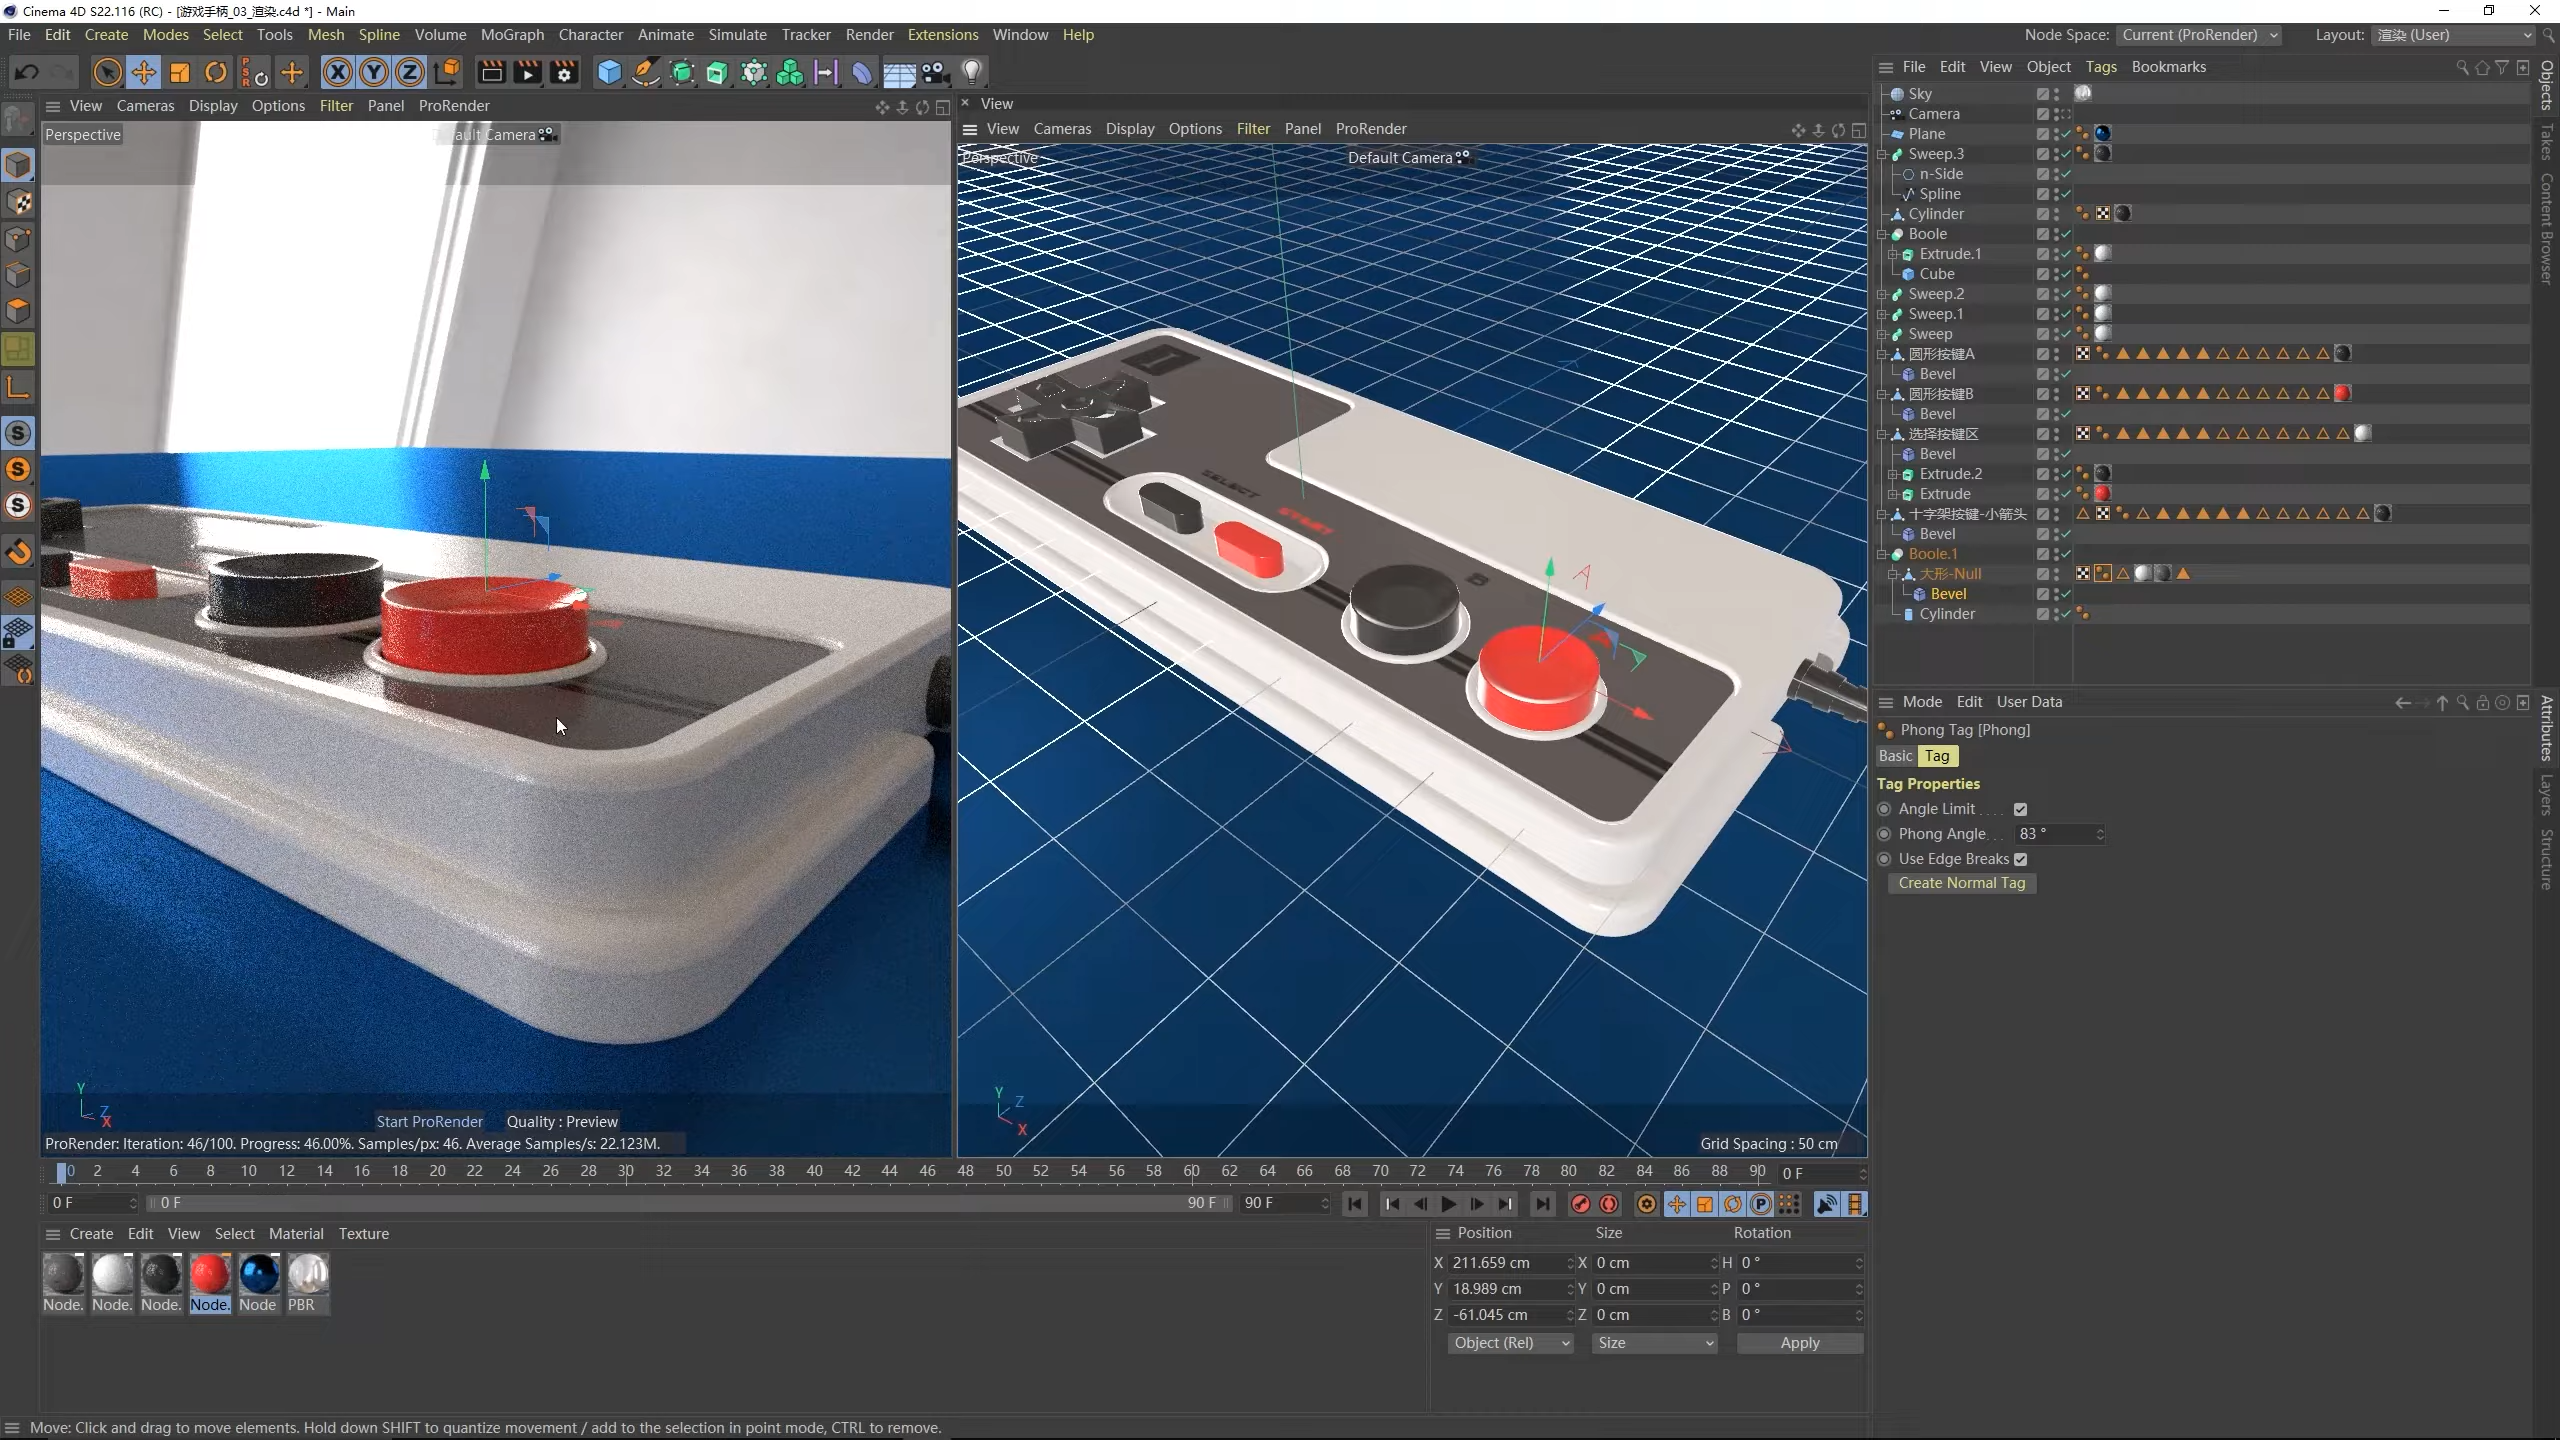 Cinema 4D S22.116 (RC) - [游戏手柄_03_渲染.c4d *] - Main
File Edit Create Modes Select Tools Mesh Spline Volume MoGraph Character Animate Simulate Tracker Render Extensions Window Help
Node Space: Current (ProRender) Layout: 渲染 (User)
PSR
X Y Z
View Cameras Display Options Filter Panel ProRender
Perspective
ault Camera
View
View Cameras Display Options Filter Panel ProRender
Perspective
Default Camera
SELECT
START
B
A
Start ProRender Quality : Preview
ProRender: Iteration: 46/100. Progress: 46.00%. Samples/px: 46. Average Samples/s: 22.123M.
Y Z X
Y Z X
Grid Spacing : 50 cm
File Edit View Object Tags Bookmarks
Sky
Camera
Plane
Sweep.3
n-Side
Spline
Cylinder
Boole
Extrude.1
Cube
Sweep.2
Sweep.1
Sweep
圆形按键A
Bevel
圆形按键B
Bevel
选择按键区
Bevel
Extrude.2
Extrude
十字架按键-小箭头
Bevel
Boole.1
大形-Null
Bevel
Cylinder
Objects
Takes
Content Browser
Mode Edit User Data
Phong Tag [Phong]
Basic Tag
Tag Properties
Angle Limit . . . .
Phong Angle. . . 83 °
Use Edge Breaks
Create Normal Tag
Attributes
Layers
Structure
0 2 4 6 8 10 12 14 16 18 20 22 24 26 28 30 32 34 36 38 40 42 44 46 48 50 52 54 56 58 60 62 64 66 68 70 72 74 76 78 80 82 84 86 88 90 0 F
0 F 0 F 90 F 90 F
Create Edit View Select Material Texture
Node. Node. Node. Node. Node PBR
Position Size Rotation
X 211.659 cm X 0 cm H 0 °
Y 18.989 cm Y 0 cm P 0 °
Z -61.045 cm Z 0 cm B 0 °
Object (Rel) Size Apply
Move: Click and drag to move elements. Hold down SHIFT to quantize movement / add to the selection in point mode, CTRL to remove.